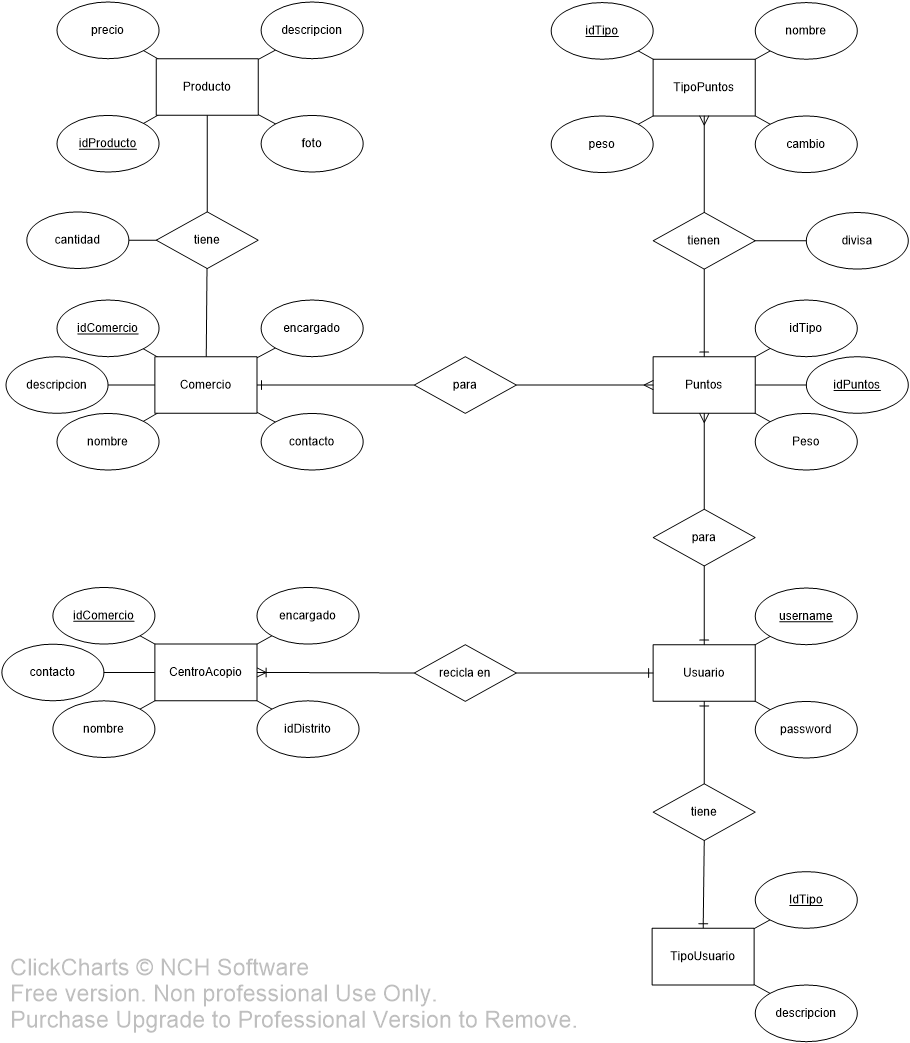 precio
descripcion
idTipo
nombre
Producto
TipoPuntos
idProducto
foto
peso
cambio
cantidad
tiene
tienen
divisa
idComercio
encargado
idTipo
descripcion
Comercio
para
Puntos
idPuntos
nombre
contacto
Peso
para
idComercio
encargado
username
contacto
CentroAcopio
recicla en
Usuario
nombre
idDistrito
password
tiene
IdTipo
TipoUsuario
descripcion
ClickCharts © NCH Software
Free version. Non professional Use Only.
Purchase Upgrade to Professional Version to Remove.